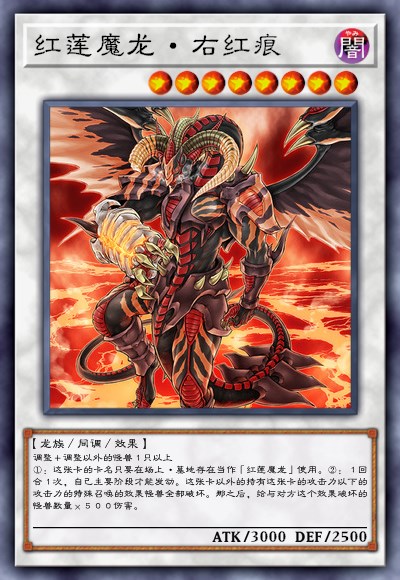 红莲魔龙·右红痕
やみ
闇
【龙族/同调/效果】
调整＋调整以外的怪兽1只以上
①：这张卡的卡名只要在场上·墓地存在当作「红莲魔龙」使用。②：1回
合1次，自己主要阶段才能发动。这张卡以外的持有这张卡的攻击力以下的
攻击力的特殊召唤的效果怪兽全部破坏。那之后，给与对方这个效果破坏的
怪兽数量×500伤害。
ATK/3000 DEF/2500